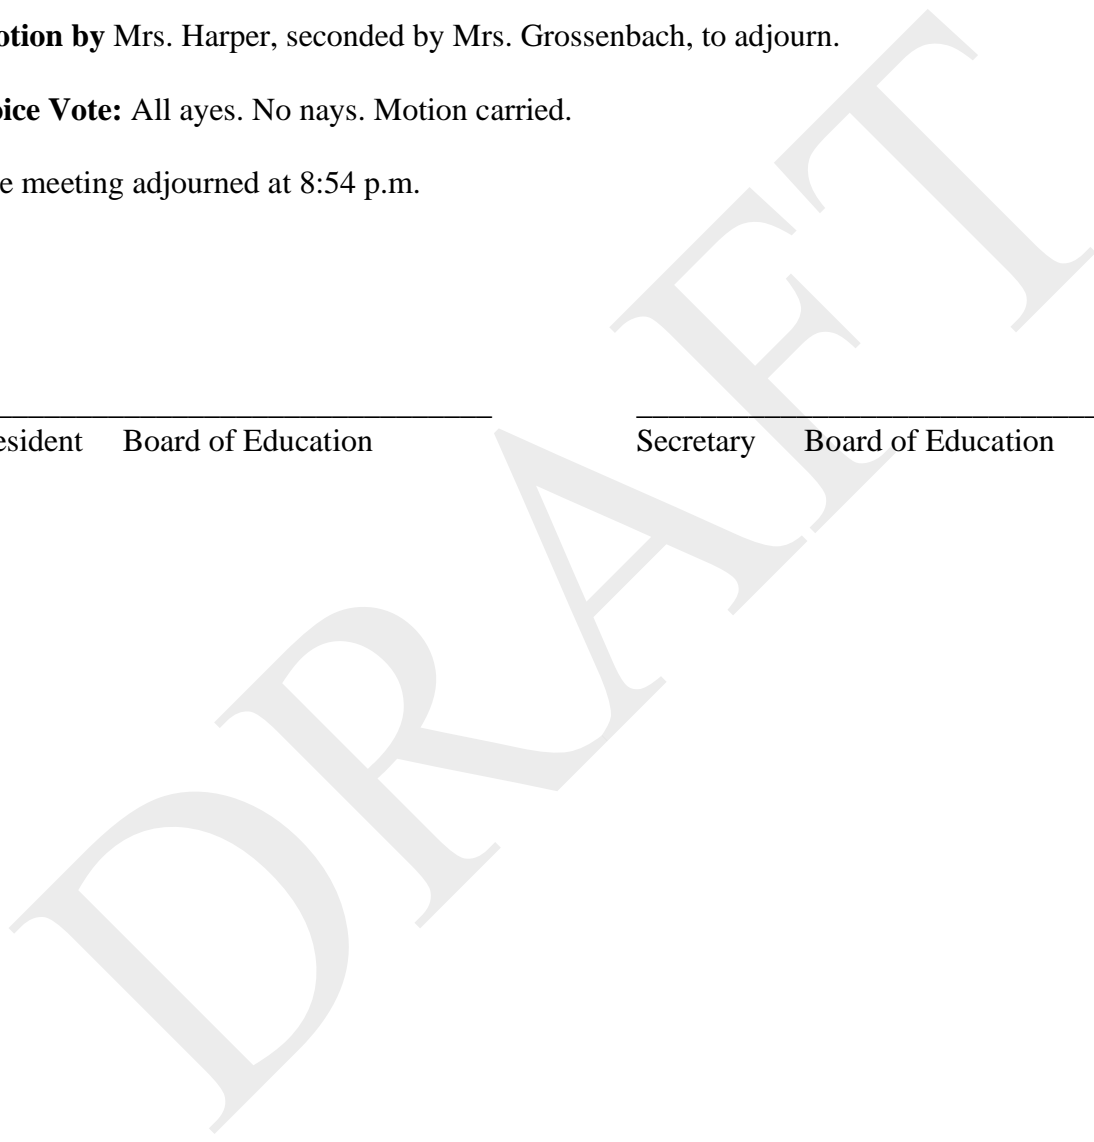 otion by Mrs. Harper, seconded by Mrs. Grossenbach, to adjourn.
oice Vote: All ayes. No nays. Motion carried.
e meeting adjourned at 8:54 p.m.
esident Board of Education Secretary Board of Education
DRAFT